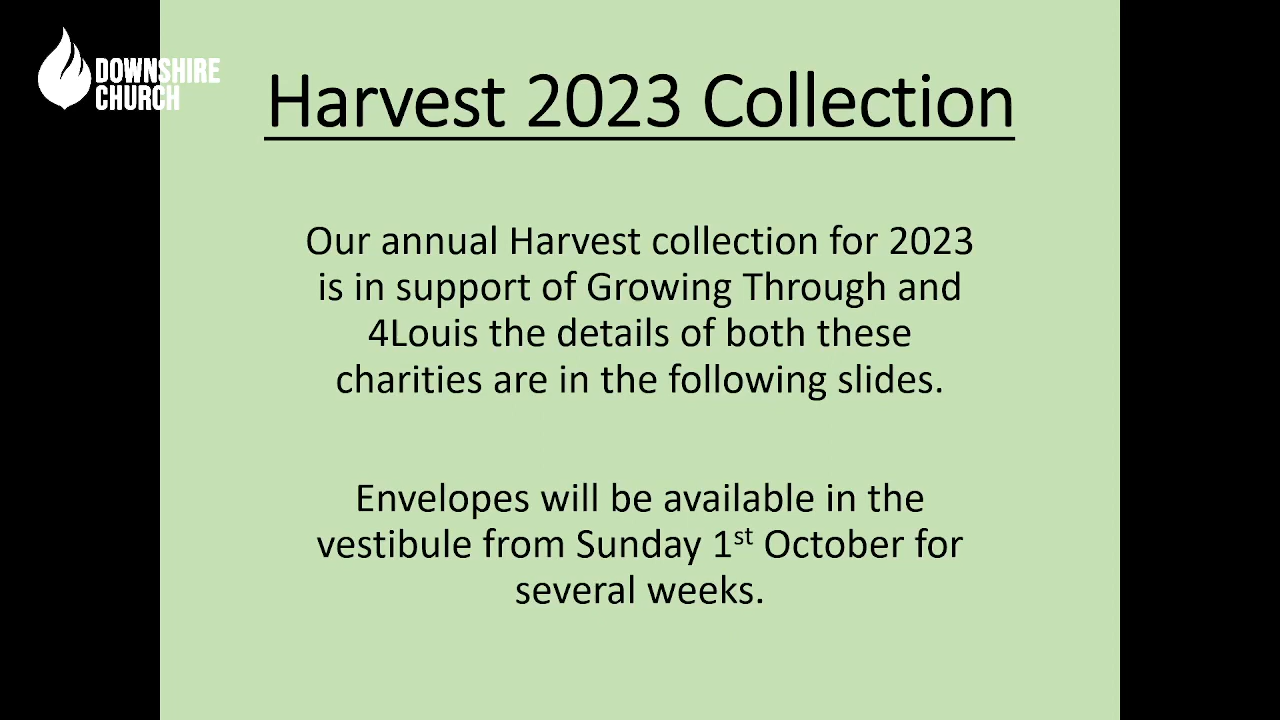 DOWNSHIRE
CHURCH
Harvest 2023 Collection
Our annual Harvest collection for 2023
is in support of Growing Through and
4Louis the details of both these
charities are in the following slides.
Envelopes will be available in the
vestibule from Sunday 1st October for
several weeks.